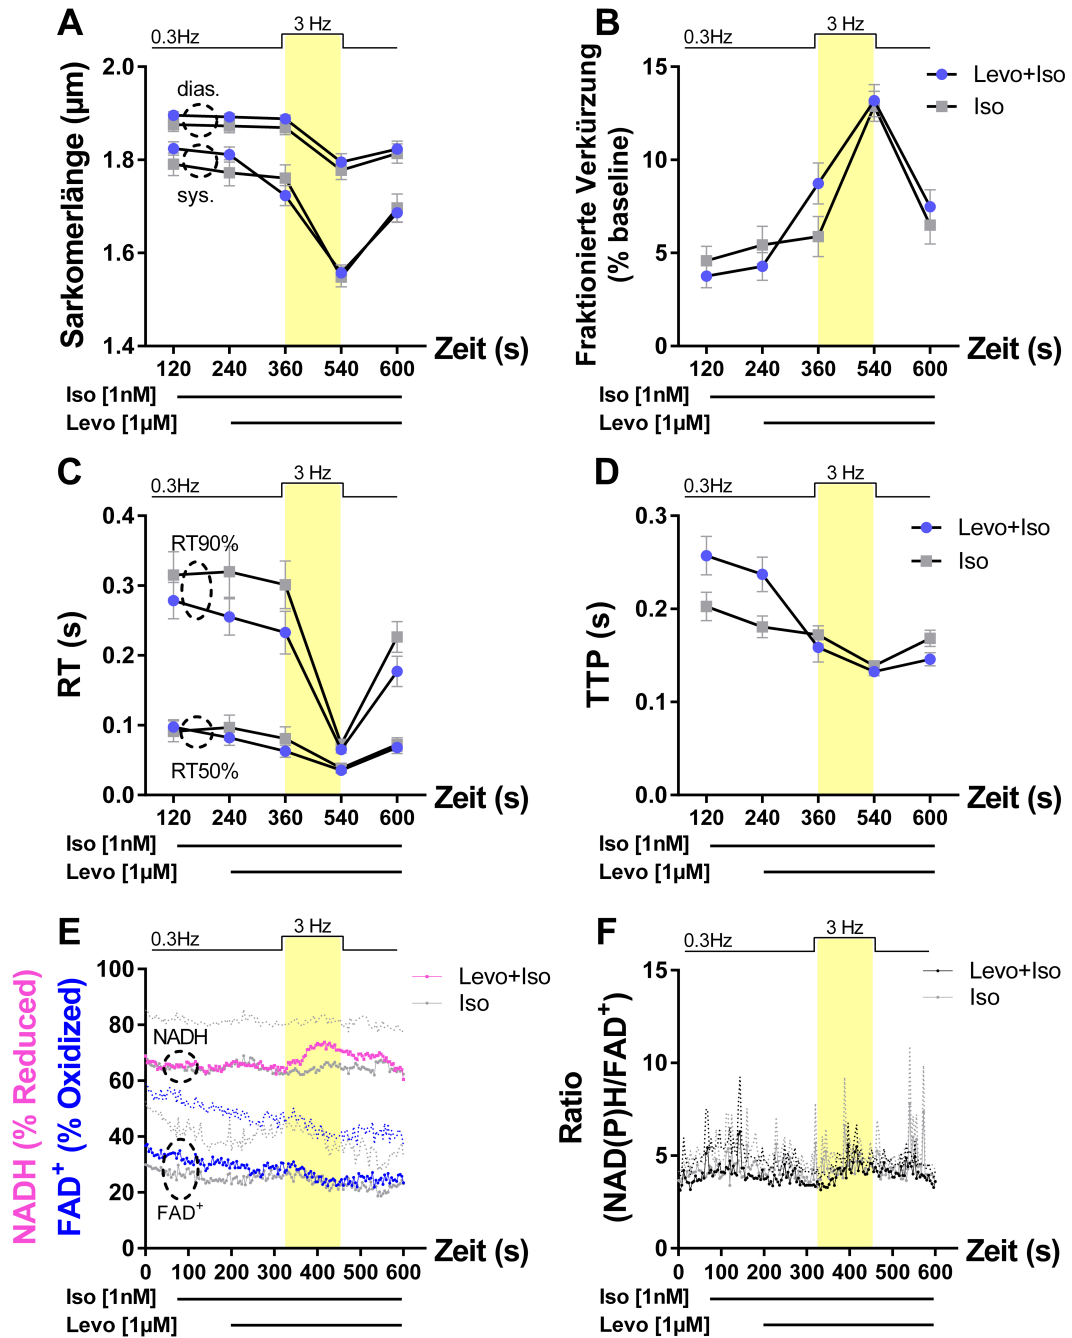 A
0.3Hz
3 Hz
Sarkomerlänge (µm)
2.0
1.8
1.6
1.4
dias.
sys.
120 240 360 540 600
Zeit (s)
Iso [1nM]
Levo [1µM]
B
0.3Hz
3 Hz
Fraktionierte Verkürzung
(% baseline)
15
10
5
0
Levo+Iso
Iso
120 240 360 540 600
Zeit (s)
Iso [1nM]
Levo [1µM]
C
0.3Hz
3 Hz
RT (s)
0.4
0.3
0.2
0.1
0.0
RT90%
RT50%
120 240 360 540 600
Zeit (s)
Iso [1nM]
Levo [1µM]
D
0.3Hz
3 Hz
TTP (s)
0.3
0.2
0.1
0.0
Levo+Iso
Iso
120 240 360 540 600
Zeit (s)
Iso [1nM]
Levo [1µM]
E
0.3Hz
3 Hz
NADH (% Reduced)
FAD⁺ (% Oxidized)
100
80
60
40
20
0
NADH
FAD⁺
Levo+Iso
Iso
0 100 200 300 400 500 600
Zeit (s)
Iso [1nM]
Levo [1µM]
F
0.3Hz
3 Hz
Ratio
(NAD(P)H/FAD⁺)
15
10
5
0
Levo+Iso
Iso
0 100 200 300 400 500 600
Zeit (s)
Iso [1nM]
Levo [1µM]